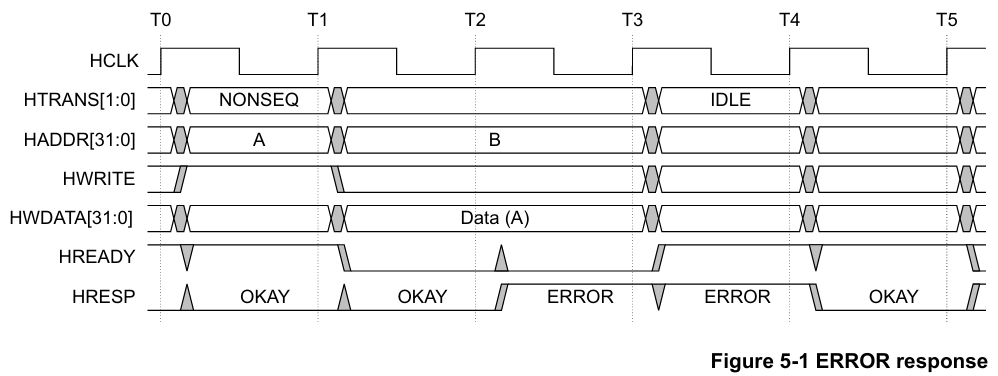 T0 T1 T2 T3 T4 T5
HCLK
HTRANS[1:0] NONSEQ IDLE
HADDR[31:0] A B
HWRITE
HWDATA[31:0] Data (A)
HREADY
HRESP OKAY OKAY ERROR ERROR OKAY
Figure 5-1 ERROR response